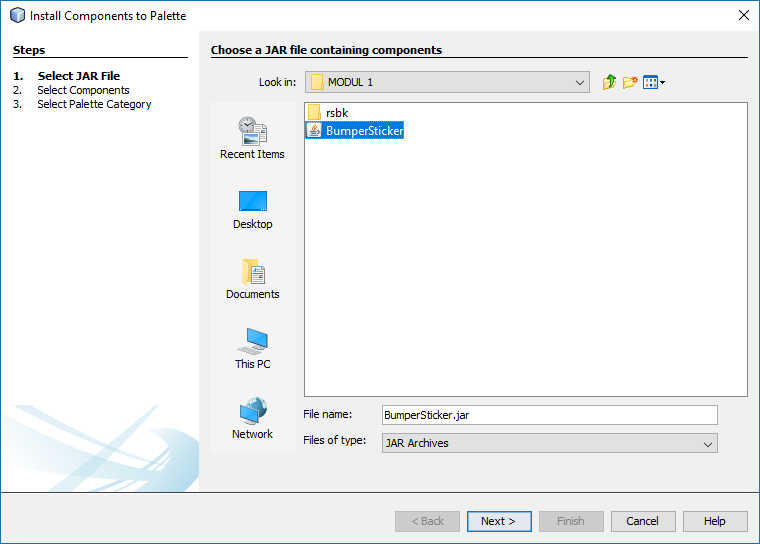 Install Components to Palette
Steps
1. Select JAR File
2. Select Components
3. Select Palette Category
Choose a JAR file containing components
Look in: MODUL 1
Recent Items
Desktop
Documents
This PC
Network
rsbk
BumperSticker
File name: BumperSticker.jar
Files of type: JAR Archives
< Back Next > Finish Cancel Help